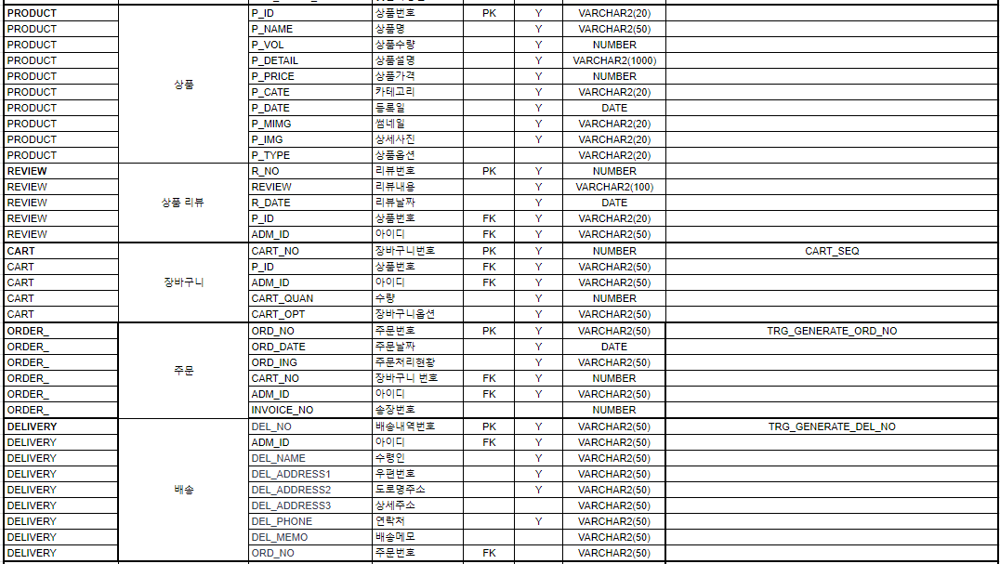 PRODUCT 상품 P_ID 상품번호 PK Y VARCHAR2(20)
PRODUCT P_NAME 상품명 Y VARCHAR2(50)
PRODUCT P_VOL 상품수량 Y NUMBER
PRODUCT P_DETAIL 상품설명 Y VARCHAR2(1000)
PRODUCT P_PRICE 상품가격 Y NUMBER
PRODUCT P_CATE 카테고리 Y VARCHAR2(20)
PRODUCT P_DATE 등록일 Y DATE
PRODUCT P_MIMG 썸네일 Y VARCHAR2(20)
PRODUCT P_IMG 상세사진 Y VARCHAR2(20)
PRODUCT P_TYPE 상품옵션 VARCHAR2(20)
REVIEW 상품 리뷰 R_NO 리뷰번호 PK Y NUMBER
REVIEW REVIEW 리뷰내용 Y VARCHAR2(100)
REVIEW R_DATE 리뷰날짜 Y DATE
REVIEW P_ID 상품번호 FK Y VARCHAR2(20)
REVIEW ADM_ID 아이디 FK Y VARCHAR2(50)
CART 장바구니 CART_NO 장바구니번호 PK Y NUMBER CART_SEQ
CART P_ID 상품번호 FK Y VARCHAR2(50)
CART ADM_ID 아이디 FK Y VARCHAR2(50)
CART CART_QUAN 수량 Y NUMBER
CART CART_OPT 장바구니옵션 Y VARCHAR2(50)
ORDER_ 주문 ORD_NO 주문번호 PK Y VARCHAR2(50) TRG_GENERATE_ORD_NO
ORDER_ ORD_DATE 주문날짜 Y DATE
ORDER_ ORD_ING 주문처리현황 Y VARCHAR2(50)
ORDER_ CART_NO 장바구니 번호 FK Y NUMBER
ORDER_ ADM_ID 아이디 FK Y VARCHAR2(50)
ORDER_ INVOICE_NO 송장번호 NUMBER
DELIVERY 배송 DEL_NO 배송내역번호 PK Y VARCHAR2(50) TRG_GENERATE_DEL_NO
DELIVERY ADM_ID 아이디 FK Y VARCHAR2(50)
DELIVERY DEL_NAME 수령인 Y VARCHAR2(50)
DELIVERY DEL_ADDRESS1 우편번호 Y VARCHAR2(50)
DELIVERY DEL_ADDRESS2 도로명주소 Y VARCHAR2(50)
DELIVERY DEL_ADDRESS3 상세주소 VARCHAR2(50)
DELIVERY DEL_PHONE 연락처 Y VARCHAR2(50)
DELIVERY DEL_MEMO 배송메모 VARCHAR2(50)
DELIVERY ORD_NO 주문번호 FK VARCHAR2(50)